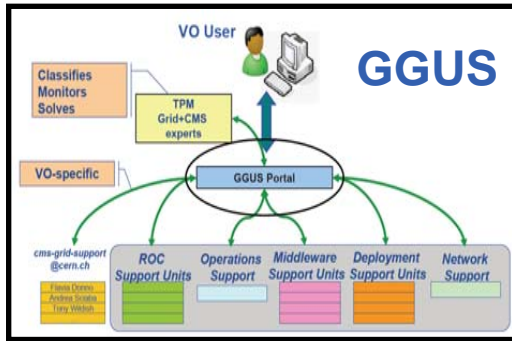 VO User
GGUS
Classifies
Monitors
Solves
TPM
Grid+CMS
experts
VO-specific
GGUS Portal
cms-grid-support
@cern.ch
ROC
Support Units
Operations
Support
Middleware
Support Units
Deployment
Support Units
Network
Support
Flavia Donno
Andrea Sciabà
Tony Wildish